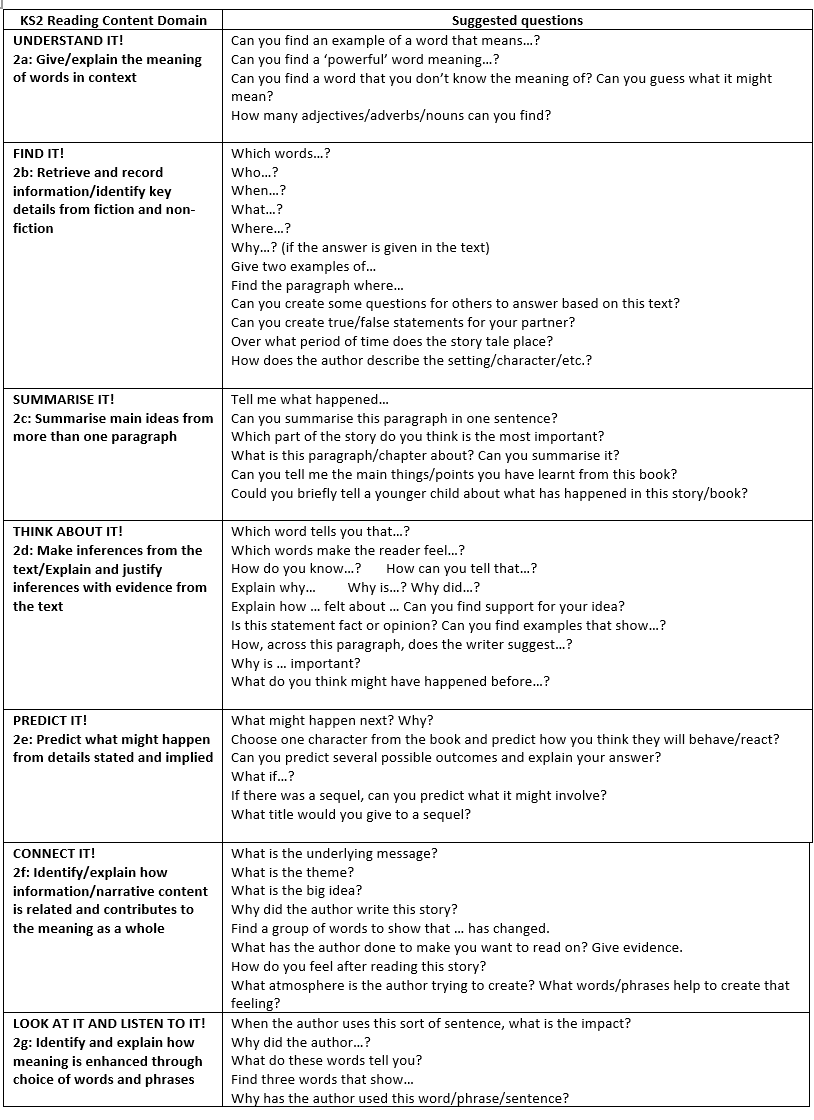 KS2 Reading Content Domain
Suggested questions
UNDERSTAND IT!
2a: Give/explain the meaning
of words in context
Can you find an example of a word that means…?
Can you find a ‘powerful’ word meaning…?
Can you find a word that you don’t know the meaning of? Can you guess what it might
mean?
How many adjectives/adverbs/nouns can you find?
FIND IT!
2b: Retrieve and record
information/identify key
details from fiction and non-
fiction
Which words…?
Who…?
When…?
What…?
Where…?
Why…? (if the answer is given in the text)
Give two examples of…
Find the paragraph where…
Can you create some questions for others to answer based on this text?
Can you create true/false statements for your partner?
Over what period of time does the story tale place?
How does the author describe the setting/character/etc.?
SUMMARISE IT!
2c: Summarise main ideas from
more than one paragraph
Tell me what happened…
Can you summarise this paragraph in one sentence?
Which part of the story do you think is the most important?
What is this paragraph/chapter about? Can you summarise it?
Can you tell me the main things/points you have learnt from this book?
Could you briefly tell a younger child about what has happened in this story/book?
THINK ABOUT IT!
2d: Make inferences from the
text/Explain and justify
inferences with evidence from
the text
Which word tells you that…?
Which words make the reader feel…?
How do you know…? How can you tell that…?
Explain why… Why is…? Why did…?
Explain how … felt about … Can you find support for your idea?
Is this statement fact or opinion? Can you find examples that show…?
How, across this paragraph, does the writer suggest…?
Why is … important?
What do you think might have happened before…?
PREDICT IT!
2e: Predict what might happen
from details stated and implied
What might happen next? Why?
Choose one character from the book and predict how you think they will behave/react?
Can you predict several possible outcomes and explain your answer?
What if…?
If there was a sequel, can you predict what it might involve?
What title would you give to a sequel?
CONNECT IT!
2f: Identify/explain how
information/narrative content
is related and contributes to
the meaning as a whole
What is the underlying message?
What is the theme?
What is the big idea?
Why did the author write this story?
Find a group of words to show that … has changed.
What has the author done to make you want to read on? Give evidence.
How do you feel after reading this story?
What atmosphere is the author trying to create? What words/phrases help to create that
feeling?
LOOK AT IT AND LISTEN TO IT!
2g: Identify and explain how
meaning is enhanced through
choice of words and phrases
When the author uses this sort of sentence, what is the impact?
Why did the author…?
What do these words tell you?
Find three words that show…
Why has the author used this word/phrase/sentence?